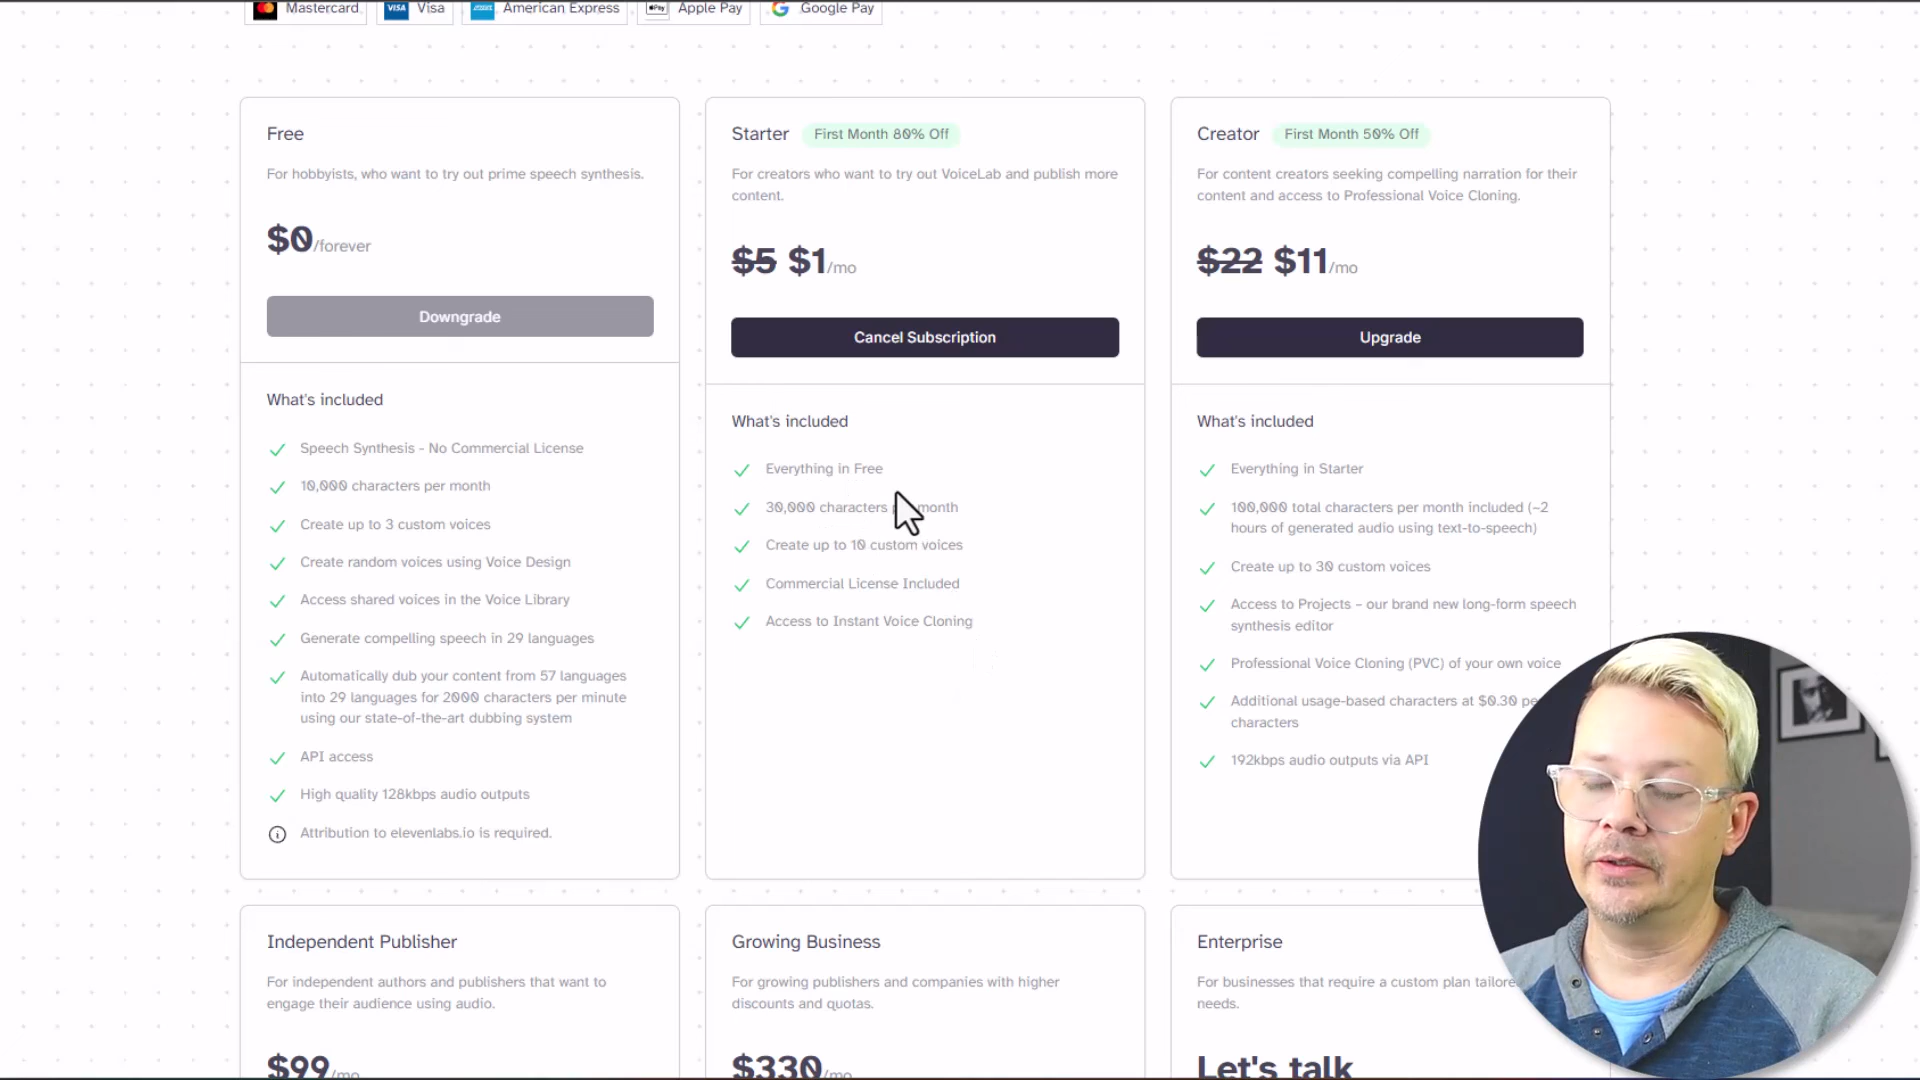 Mastercard
VISA
Visa
American Express
Apple Pay
Google Pay
Free
For hobbyists, who want to try out prime speech synthesis.
$0/forever
Downgrade
What's included
Speech Synthesis - No Commercial License
10,000 characters per month
Create up to 3 custom voices
Create random voices using Voice Design
Access shared voices in the Voice Library
Generate compelling speech in 29 languages
Automatically dub your content from 57 languages
into 29 languages for 2000 characters per minute
using our state-of-the-art dubbing system
API access
High quality 128kbps audio outputs
Attribution to elevenlabs.io is required.
Starter
First Month 80% Off
For creators who want to try out VoiceLab and publish more
content.
$5 $1/mo
Cancel Subscription
What's included
Everything in Free
30,000 characters month
Create up to 10 custom voices
Commercial License Included
Access to Instant Voice Cloning
Creator
First Month 50% Off
For content creators seeking compelling narration for their
content and access to Professional Voice Cloning.
$22 $11/mo
Upgrade
What's included
Everything in Starter
100,000 total characters per month included (~2
hours of generated audio using text-to-speech)
Create up to 30 custom voices
Access to Projects – our brand new long-form speech
synthesis editor
Professional Voice Cloning (PVC) of your own voice
Additional usage-based characters at $0.30
characters
192kbps audio outputs via API
Independent Publisher
For independent authors and publishers that want to
engage their audience using audio.
$99/mo
Growing Business
For growing publishers and companies with higher
discounts and quotas.
$330/mo
Enterprise
For businesses that require a custom plan
needs.
Let's talk